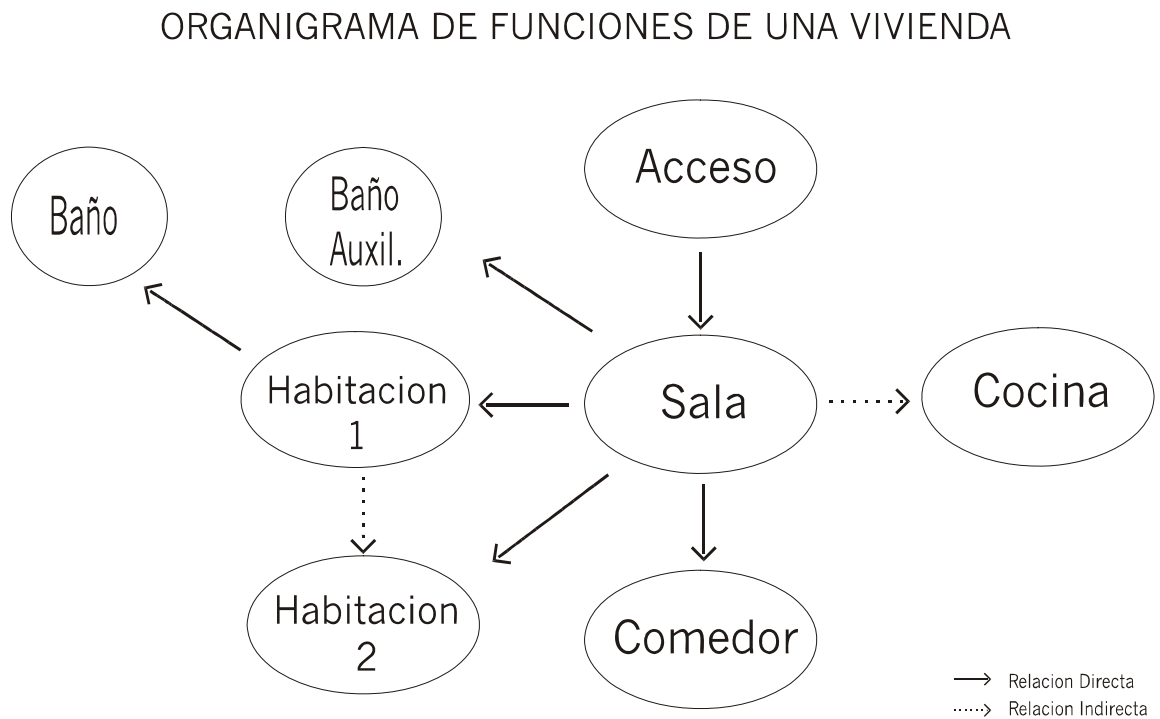 ORGANIGRAMA DE FUNCIONES DE UNA VIVIENDA
Acceso
Baño
Baño
Auxil.
Habitacion
1
Sala
Cocina
Habitacion
2
Comedor
Relacion Directa
Relacion Indirecta